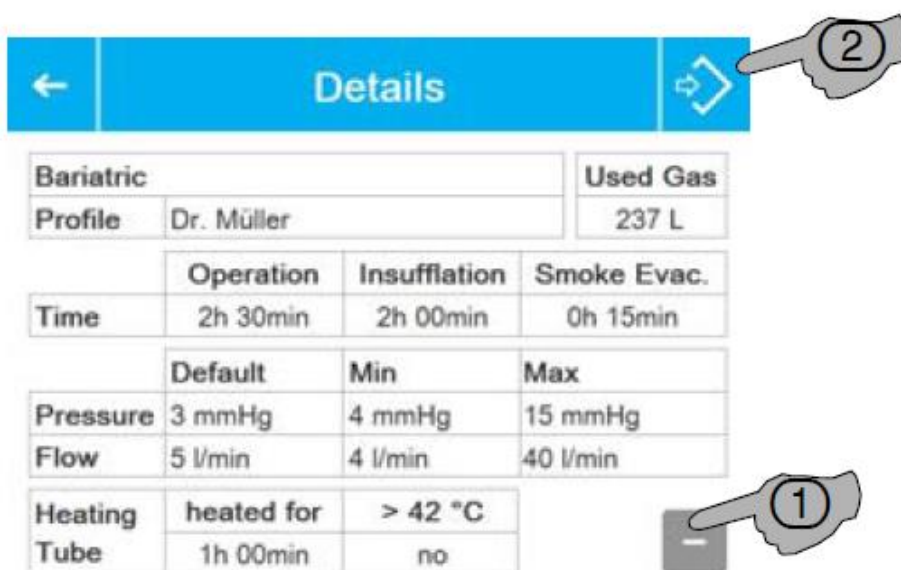 ← Details
2
Bariatric Used Gas
Profile Dr. Müller 237 L
Operation Insufflation Smoke Evac.
Time 2h 30min 2h 00min 0h 15min
Default Min Max
Pressure 3 mmHg 4 mmHg 15 mmHg
Flow 5 l/min 4 l/min 40 l/min
Heating heated for > 42 °C
Tube 1h 00min no
1
−